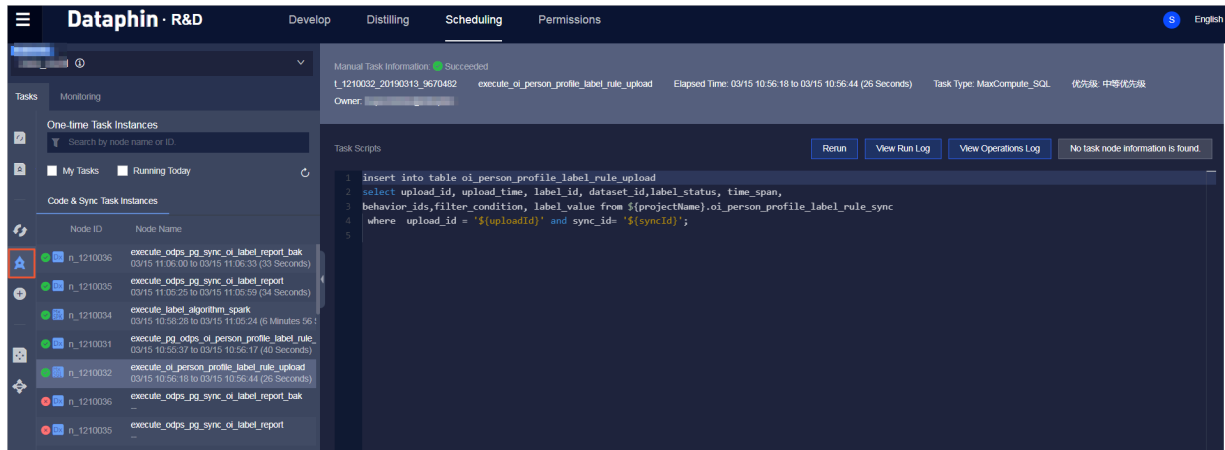 Dataphin · R&D
Develop
Distilling
Scheduling
Permissions
S
English
Tasks
Monitoring
One-time Task Instances
Search by node name or ID.
My Tasks
Running Today
Code & Sync Task Instances
Node ID
Node Name
n_1210036
execute_odps_pg_sync_oi_label_report_bak
03/15 11:06:00 to 03/15 11:06:33 (33 Seconds)
n_1210035
execute_odps_pg_sync_oi_label_report
03/15 11:05:25 to 03/15 11:05:59 (34 Seconds)
n_1210034
execute_label_algorithm_spark
03/15 10:58:28 to 03/15 11:05:24 (6 Minutes 56
n_1210031
execute_pg_odps_oi_person_profile_label_rule_
03/15 10:55:37 to 03/15 10:56:17 (40 Seconds)
n_1210032
execute_oi_person_profile_label_rule_upload
03/15 10:56:18 to 03/15 10:56:44 (26 Seconds)
n_1210036
execute_odps_pg_sync_oi_label_report_bak
--
n_1210035
execute_odps_pg_sync_oi_label_report
--
Manual Task Information: Succeeded
t_1210032_20190313_9670482 execute_oi_person_profile_label_rule_upload Elapsed Time: 03/15 10:56:18 to 03/15 10:56:44 (26 Seconds) Task Type: MaxCompute_SQL 优先级: 中等优先级
Owner:
Task Scripts
Rerun
View Run Log
View Operations Log
No task node information is found.
1 insert into table oi_person_profile_label_rule_upload
2 select upload_id, upload_time, label_id, dataset_id,label_status, time_span,
3 behavior_ids,filter_condition, label_value from ${projectName}.oi_person_profile_label_rule_sync
4 where upload_id = '${uploadId}' and sync_id= '${syncId}';
5